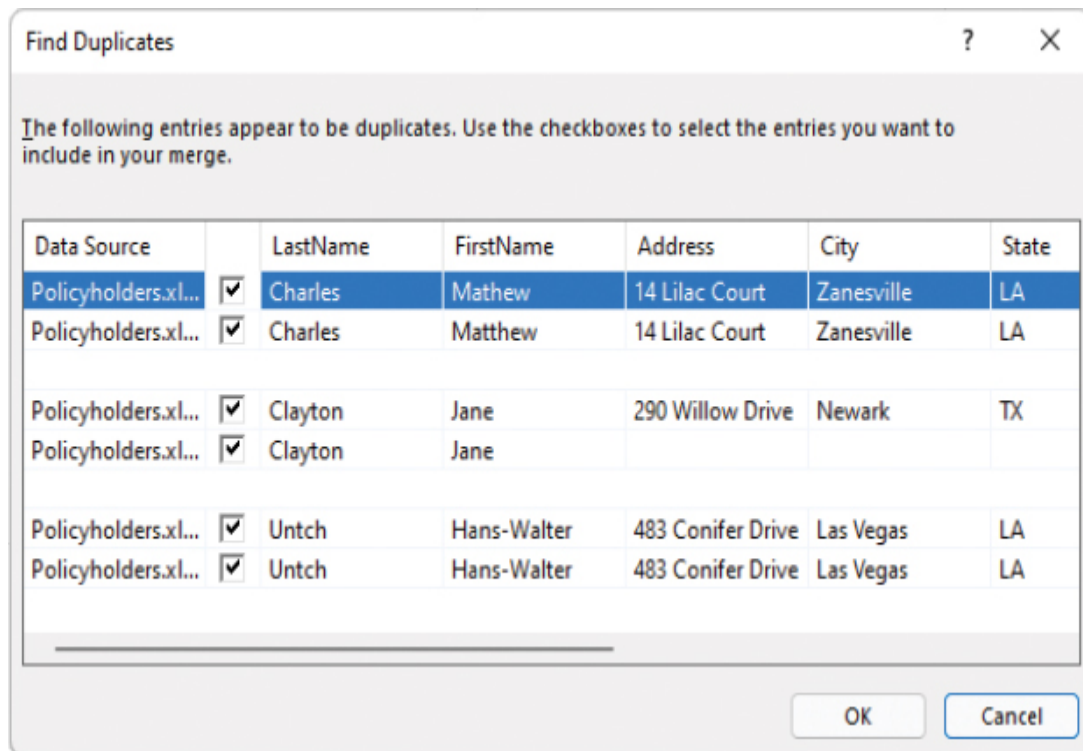 Find Duplicates ?
The following entries appear to be duplicates. Use the checkboxes to select the entries you want to
include in your merge.
Data Source LastName FirstName Address City State
Policyholders.xl... Charles Mathew 14 Lilac Court Zanesville LA
Policyholders.xl... Charles Matthew 14 Lilac Court Zanesville LA
Policyholders.xl... Clayton Jane 290 Willow Drive Newark TX
Policyholders.xl... Clayton Jane
Policyholders.xl... Untch Hans-Walter 483 Conifer Drive Las Vegas LA
Policyholders.xl... Untch Hans-Walter 483 Conifer Drive Las Vegas LA
OK Cancel